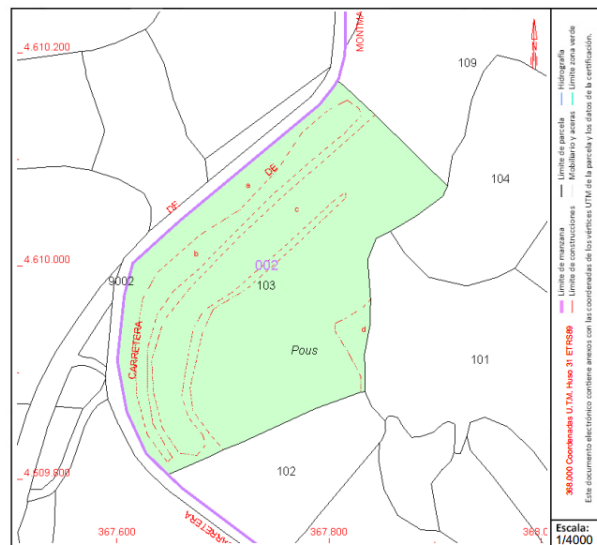 4.610.200
MONTMA
109
104
DE
a
DE
c
b
002
4.610.000
9002
103
CARRETERA
Pous
d
101
4.609.800
102
CARRETERA
367.600
367.800
368.0
368.000 Coordenadas U.T.M. Huso 31 ETRS89
Límite de manzana
Límite de parcela
Hidrografía
Límite de construcciones
Mobiliario y aceras
Límite zona verde
Este documento electrónico contiene anexos con las coordenadas de los vértices UTM de la parcela y los datos de la certificación.
Escala:
1/4000